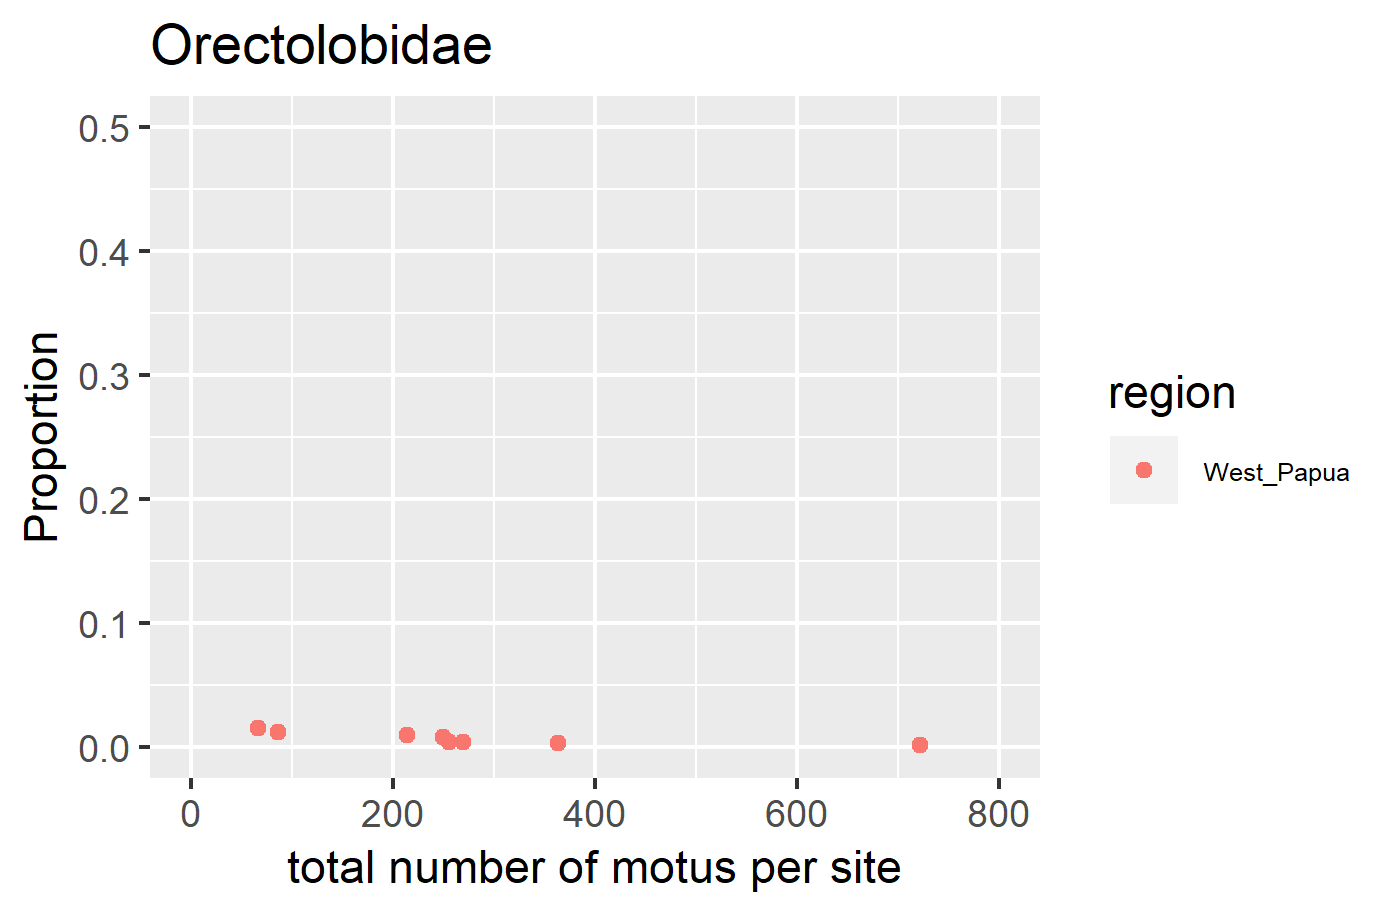 Orectolobidae
0.5
0.4
0.3
0.2
0.1
0.0
Proportion
0 200 400 600 800
total number of motus per site
region
West_Papua